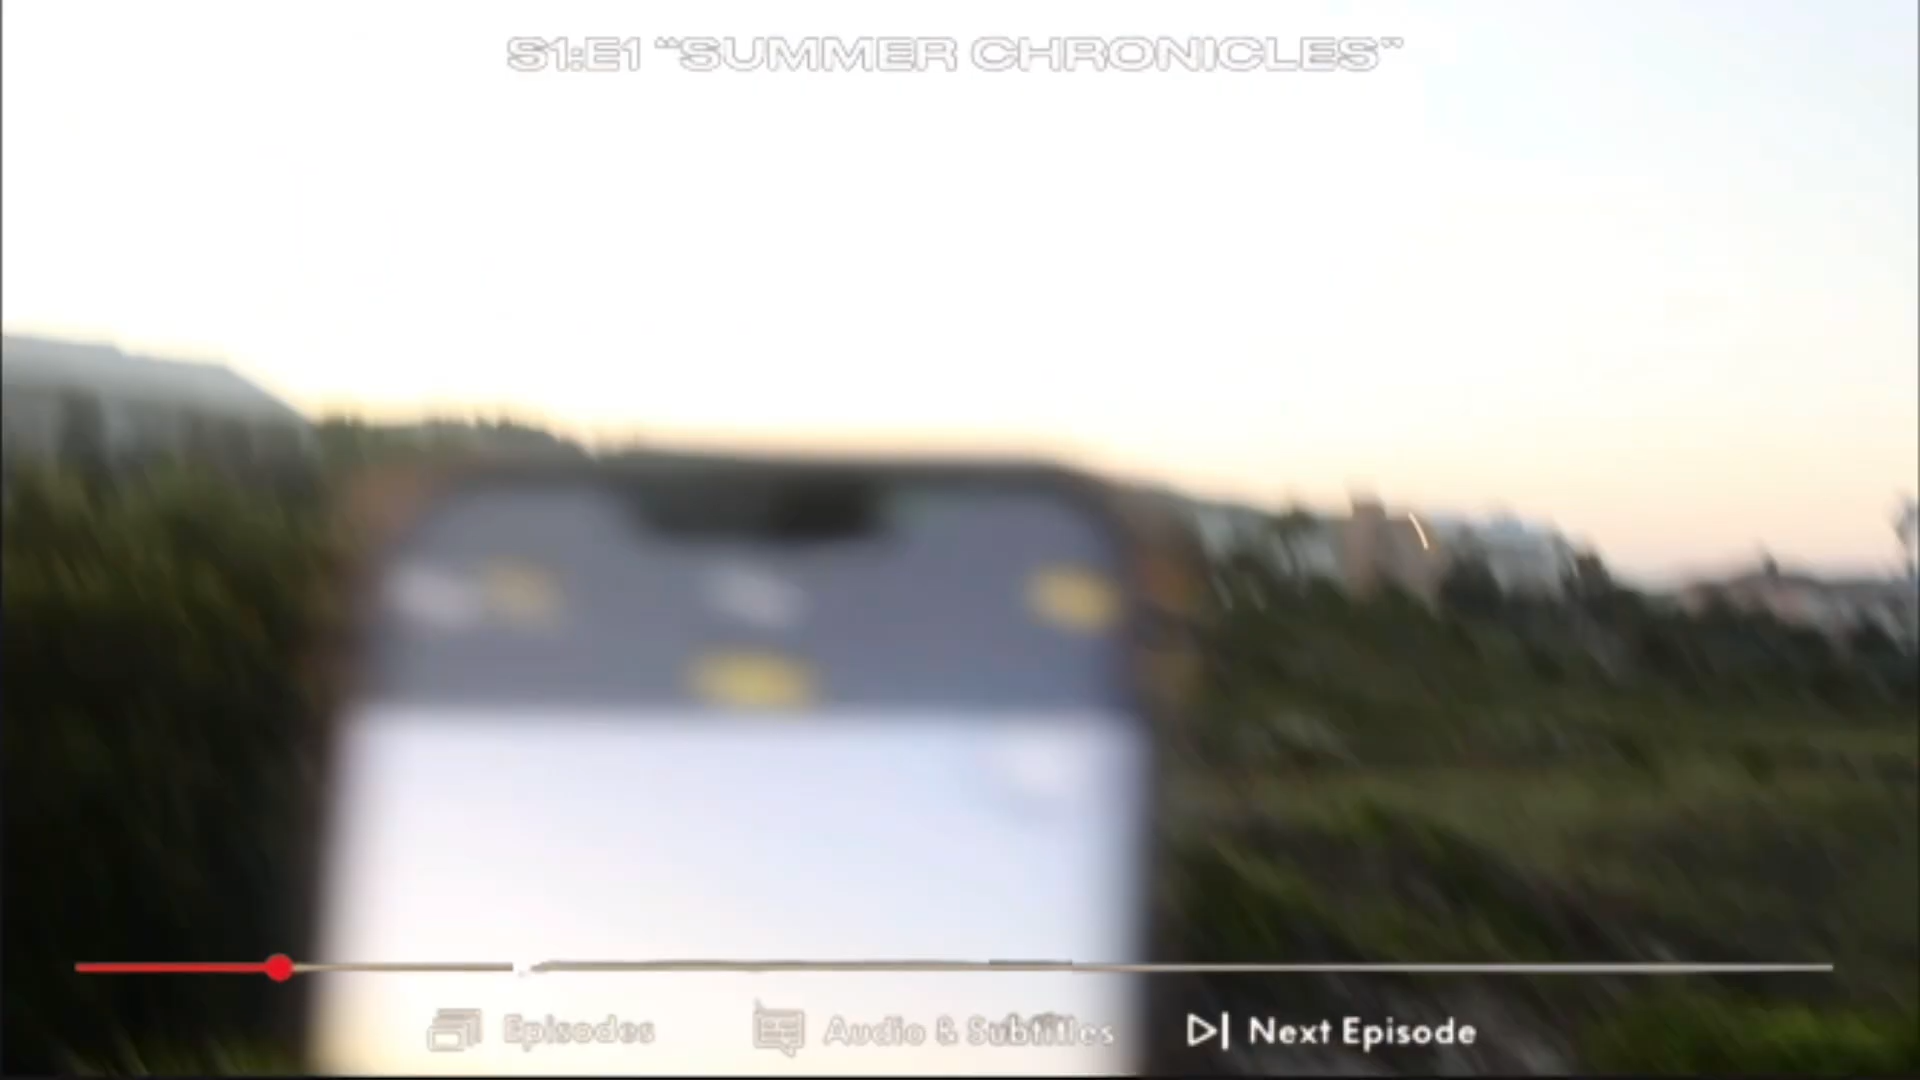 S1:E1 “SUMMER CHRONICLES”
Episodes
Audio & Subtitles
Next Episode